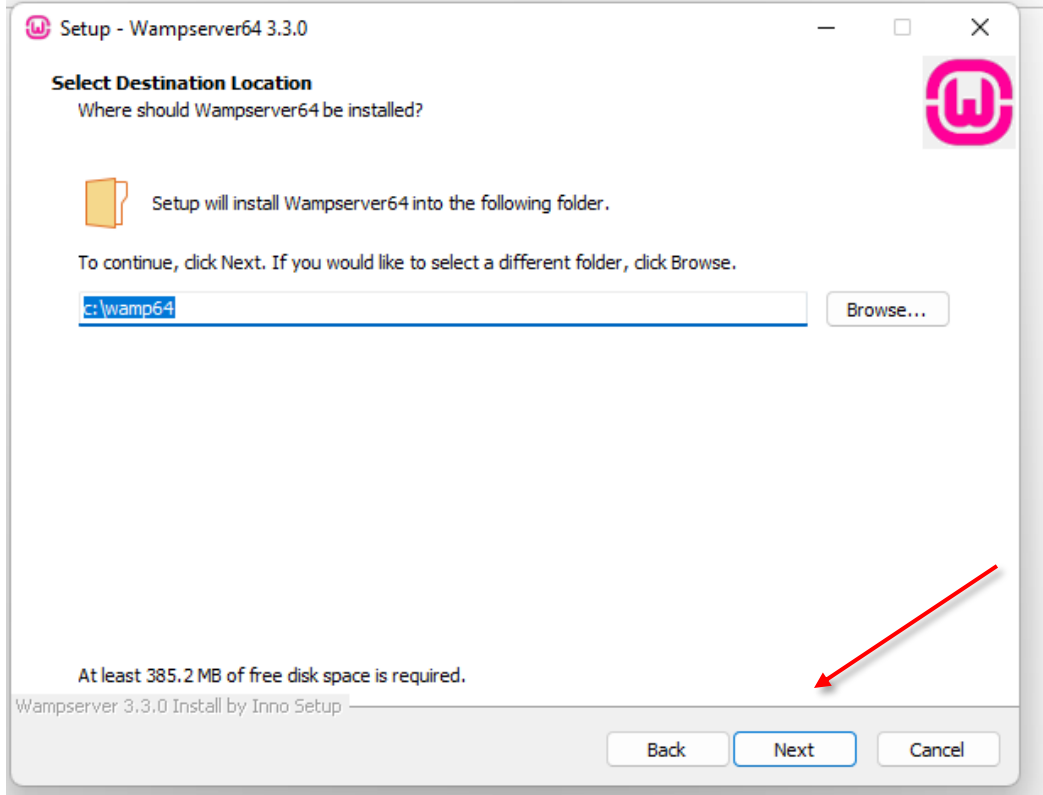 Setup - Wampserver64 3.3.0
Select Destination Location
Where should Wampserver64 be installed?
Setup will install Wampserver64 into the following folder.
To continue, click Next. If you would like to select a different folder, click Browse.
c:\wamp64
Browse...
At least 385.2 MB of free disk space is required.
Wampserver 3.3.0 Install by Inno Setup
Back Next Cancel